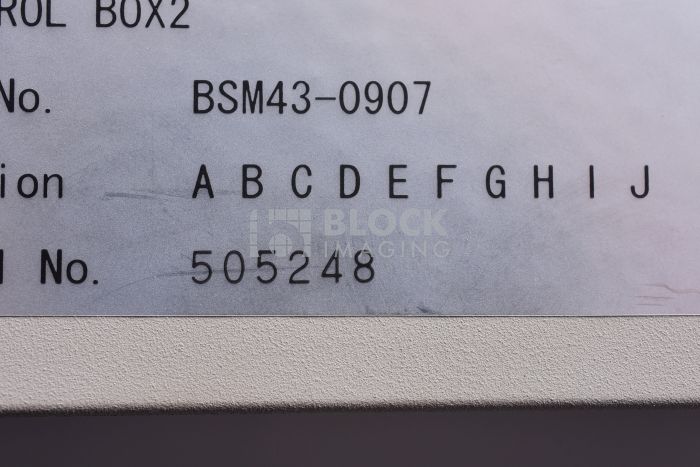 ROL BOX2
No. BSM43-0907
ion A B C D E F G H I J
BLOCK
IMAGING
No. 505248